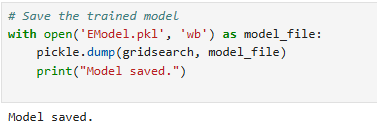 # Save the trained model
with open('EModel.pkl', 'wb') as model_file:
    pickle.dump(gridsearch, model_file)
    print("Model saved.")
Model saved.